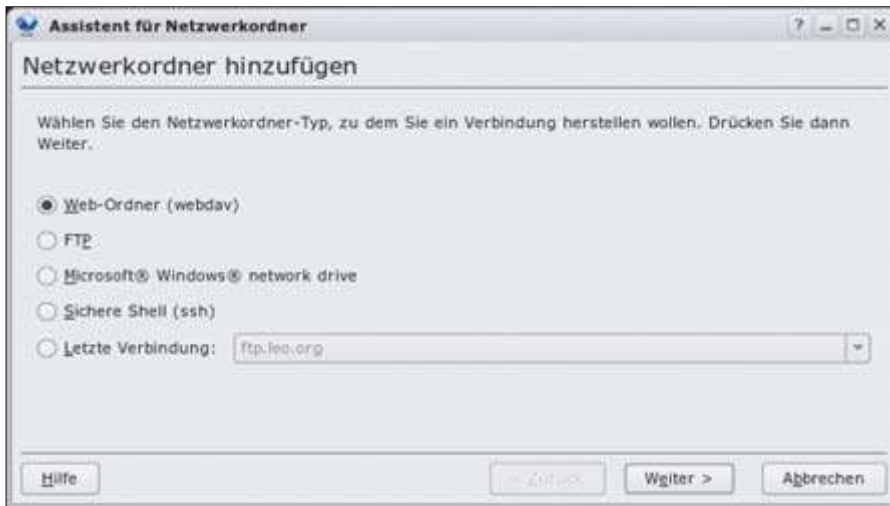 Assistent für Netzwerkordner
Netzwerkordner hinzufügen
Wählen Sie den Netzwerkordner-Typ, zu dem Sie ein Verbindung herstellen wollen. Drücken Sie dann
Weiter.
Web-Ordner (webdav)
FTP
Microsoft® Windows® network drive
Sichere Shell (ssh)
Letzte Verbindung: ftp.leo.org
Hilfe < Zurück Weiter > Abbrechen